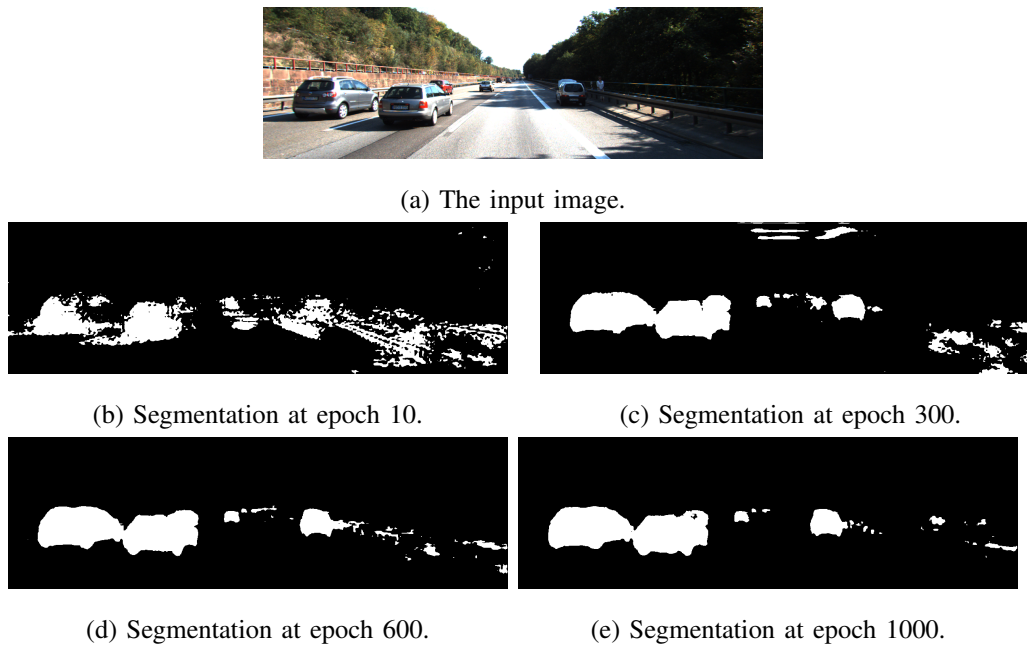 (a) The input image.
(b) Segmentation at epoch 10.
(c) Segmentation at epoch 300.
(d) Segmentation at epoch 600.
(e) Segmentation at epoch 1000.